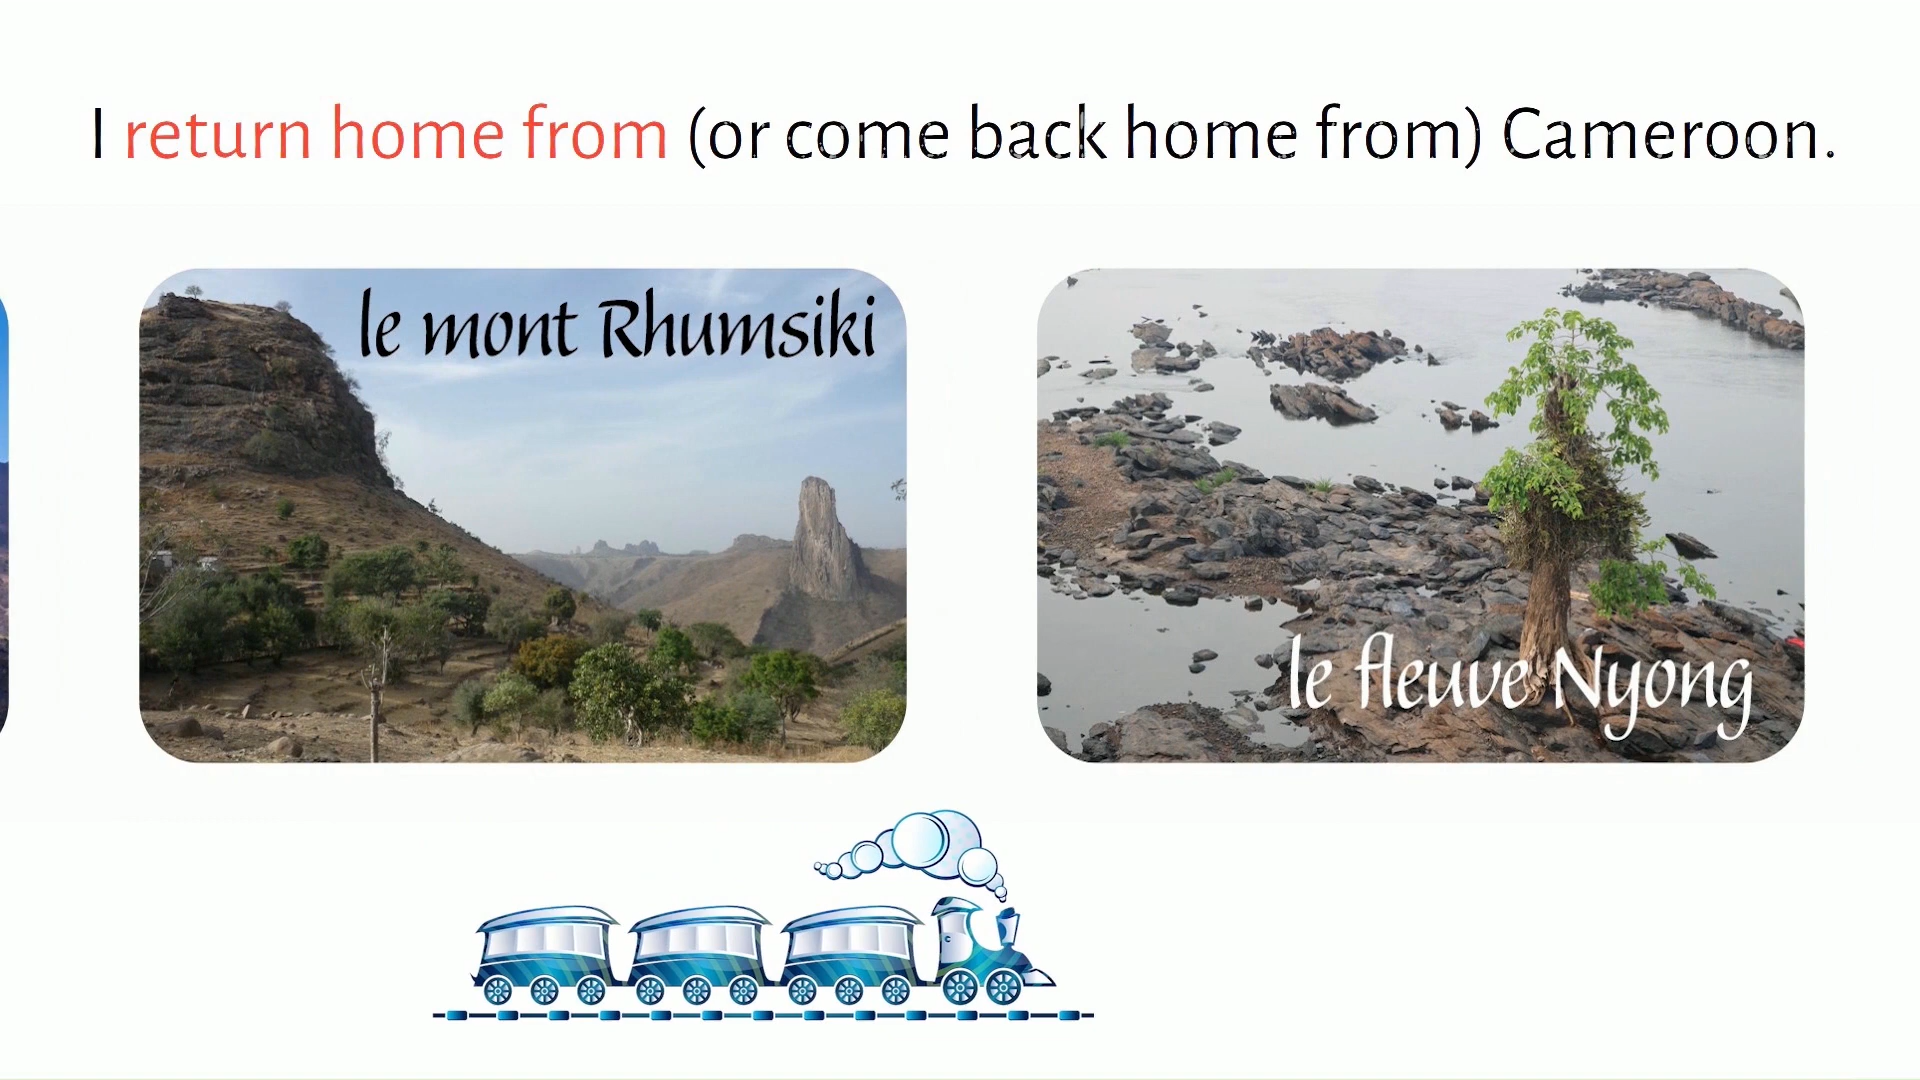 I return home from (or come back home from) Cameroon.
le mont Rhumsiki
le fleuve Nyong